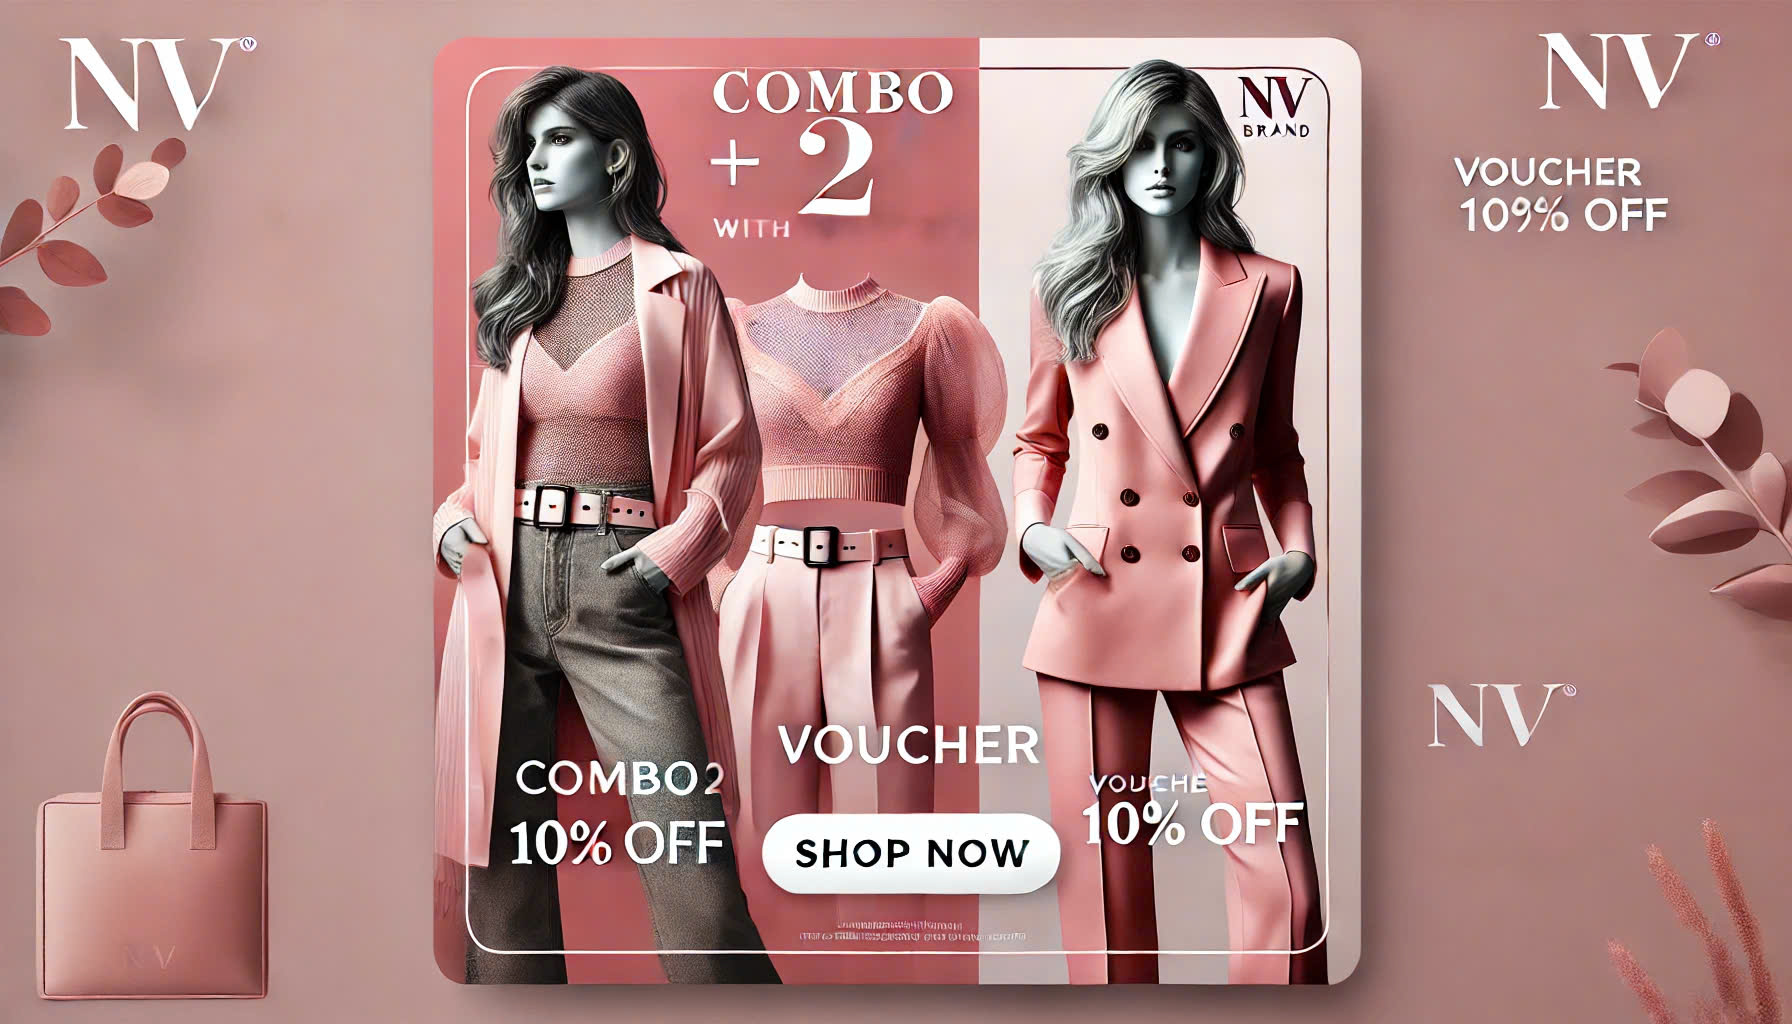 NV
COMBO
+ 2
WITH
NV
BRAND
NV
VOUCHER
109% OFF
NV
VOUCHER
COMBO2
10% OFF
SHOP NOW
VOUCHE
10% OFF
NV